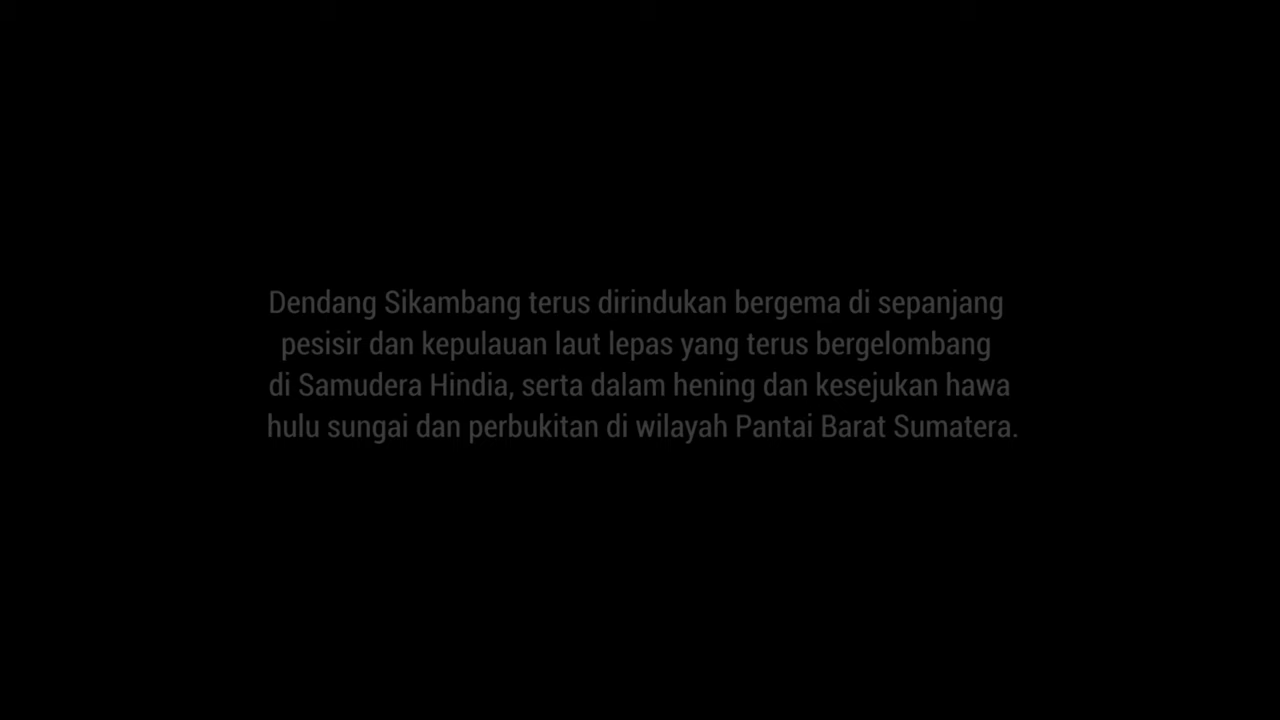 Dendang Sikambang terus dirindukan bergema di sepanjang
pesisir dan kepulauan laut lepas yang terus bergelombang
di Samudera Hindia, serta dalam hening dan kesejukan hawa
hulu sungai dan perbukitan di wilayah Pantai Barat Sumatera.